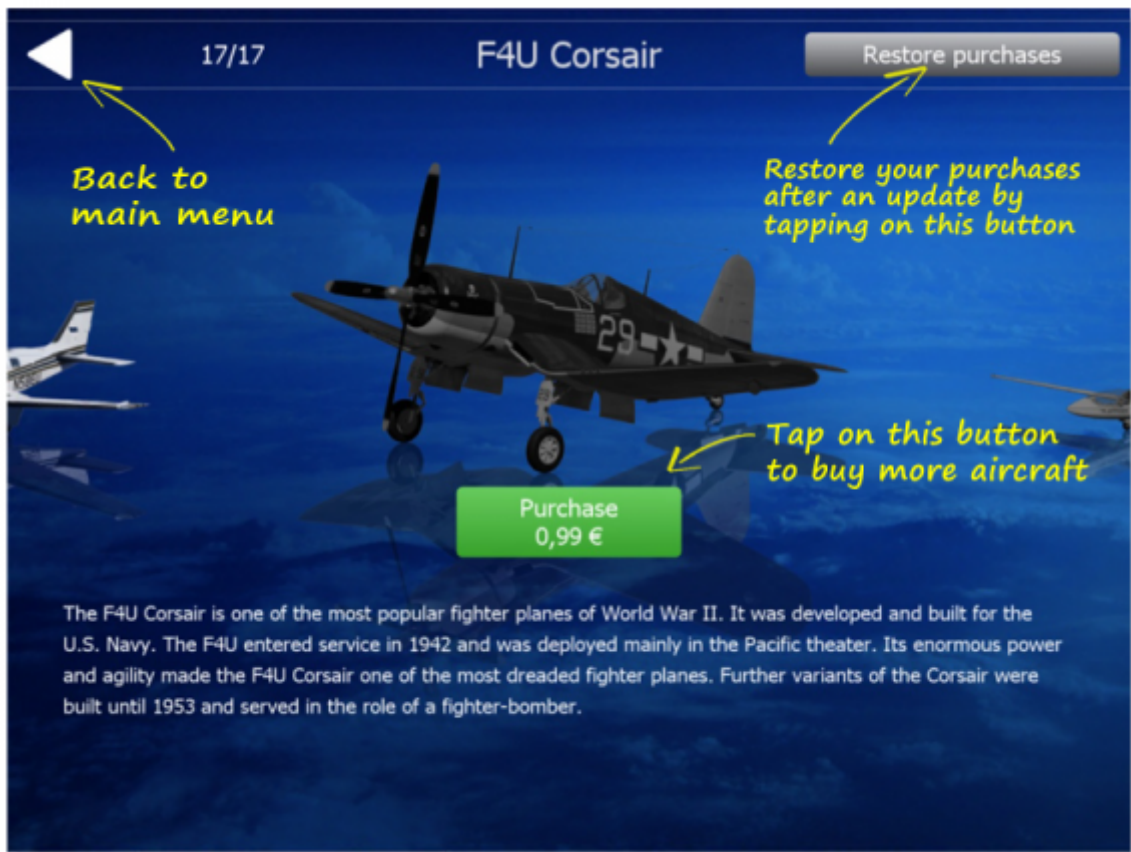 17/17
F4U Corsair
Restore purchases
Back to
main menu
Restore your purchases
after an update by
tapping on this button
29
Tap on this button
to buy more aircraft
Purchase
0,99 €
The F4U Corsair is one of the most popular fighter planes of World War II. It was developed and built for the
U.S. Navy. The F4U entered service in 1942 and was deployed mainly in the Pacific theater. Its enormous power
and agility made the F4U Corsair one of the most dreaded fighter planes. Further variants of the Corsair were
built until 1953 and served in the role of a fighter-bomber.